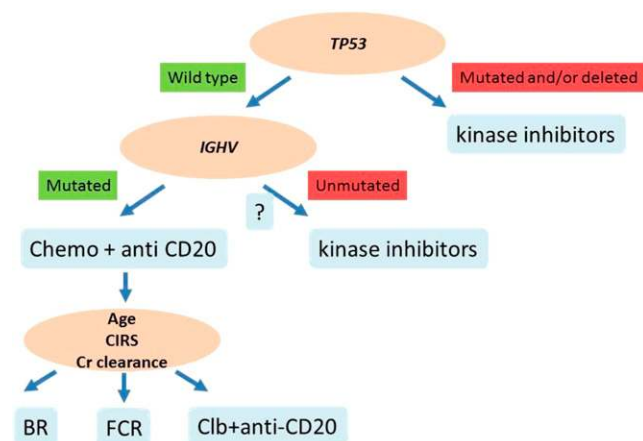 TP53
Wild type
Mutated and/or deleted
kinase inhibitors
IGHV
Mutated
Unmutated
?
Chemo + anti CD20
kinase inhibitors
Age
CIRS
Cr clearance
BR
FCR
Clb+anti-CD20